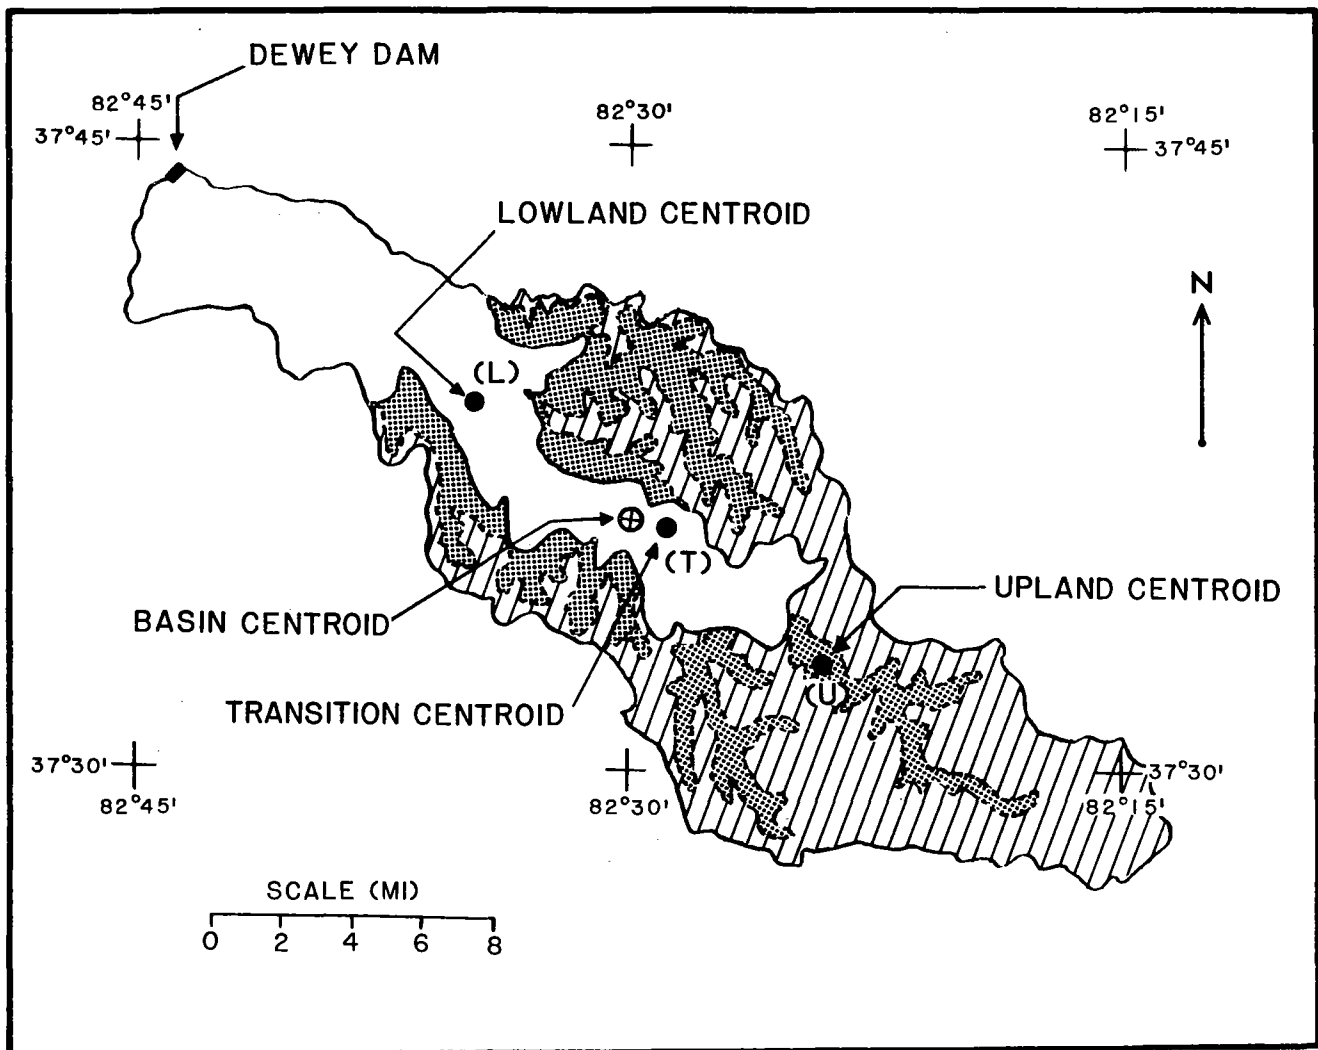 DEWEY DAM
82°45'
37°45'
82°30'
82°15'
37°45'
LOWLAND CENTROID
N
(L)
(T)
UPLAND CENTROID
BASIN CENTROID
(U)
TRANSITION CENTROID
37°30'
82°45'
82°30'
37°30'
82°15'
SCALE (MI)
0 2 4 6 8